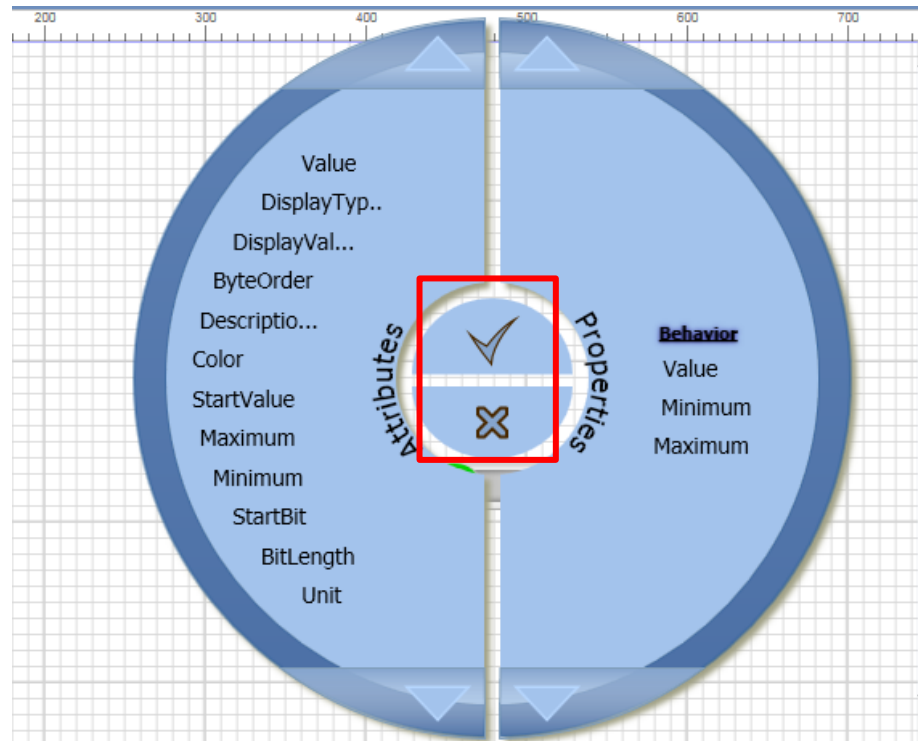 200 300 400 500 600 700
Value
DisplayTyp..
DisplayVal...
ByteOrder
Descriptio...
Color
StartValue
Maximum
Minimum
StartBit
BitLength
Unit
Attributes
Properties
Behavior
Value
Minimum
Maximum